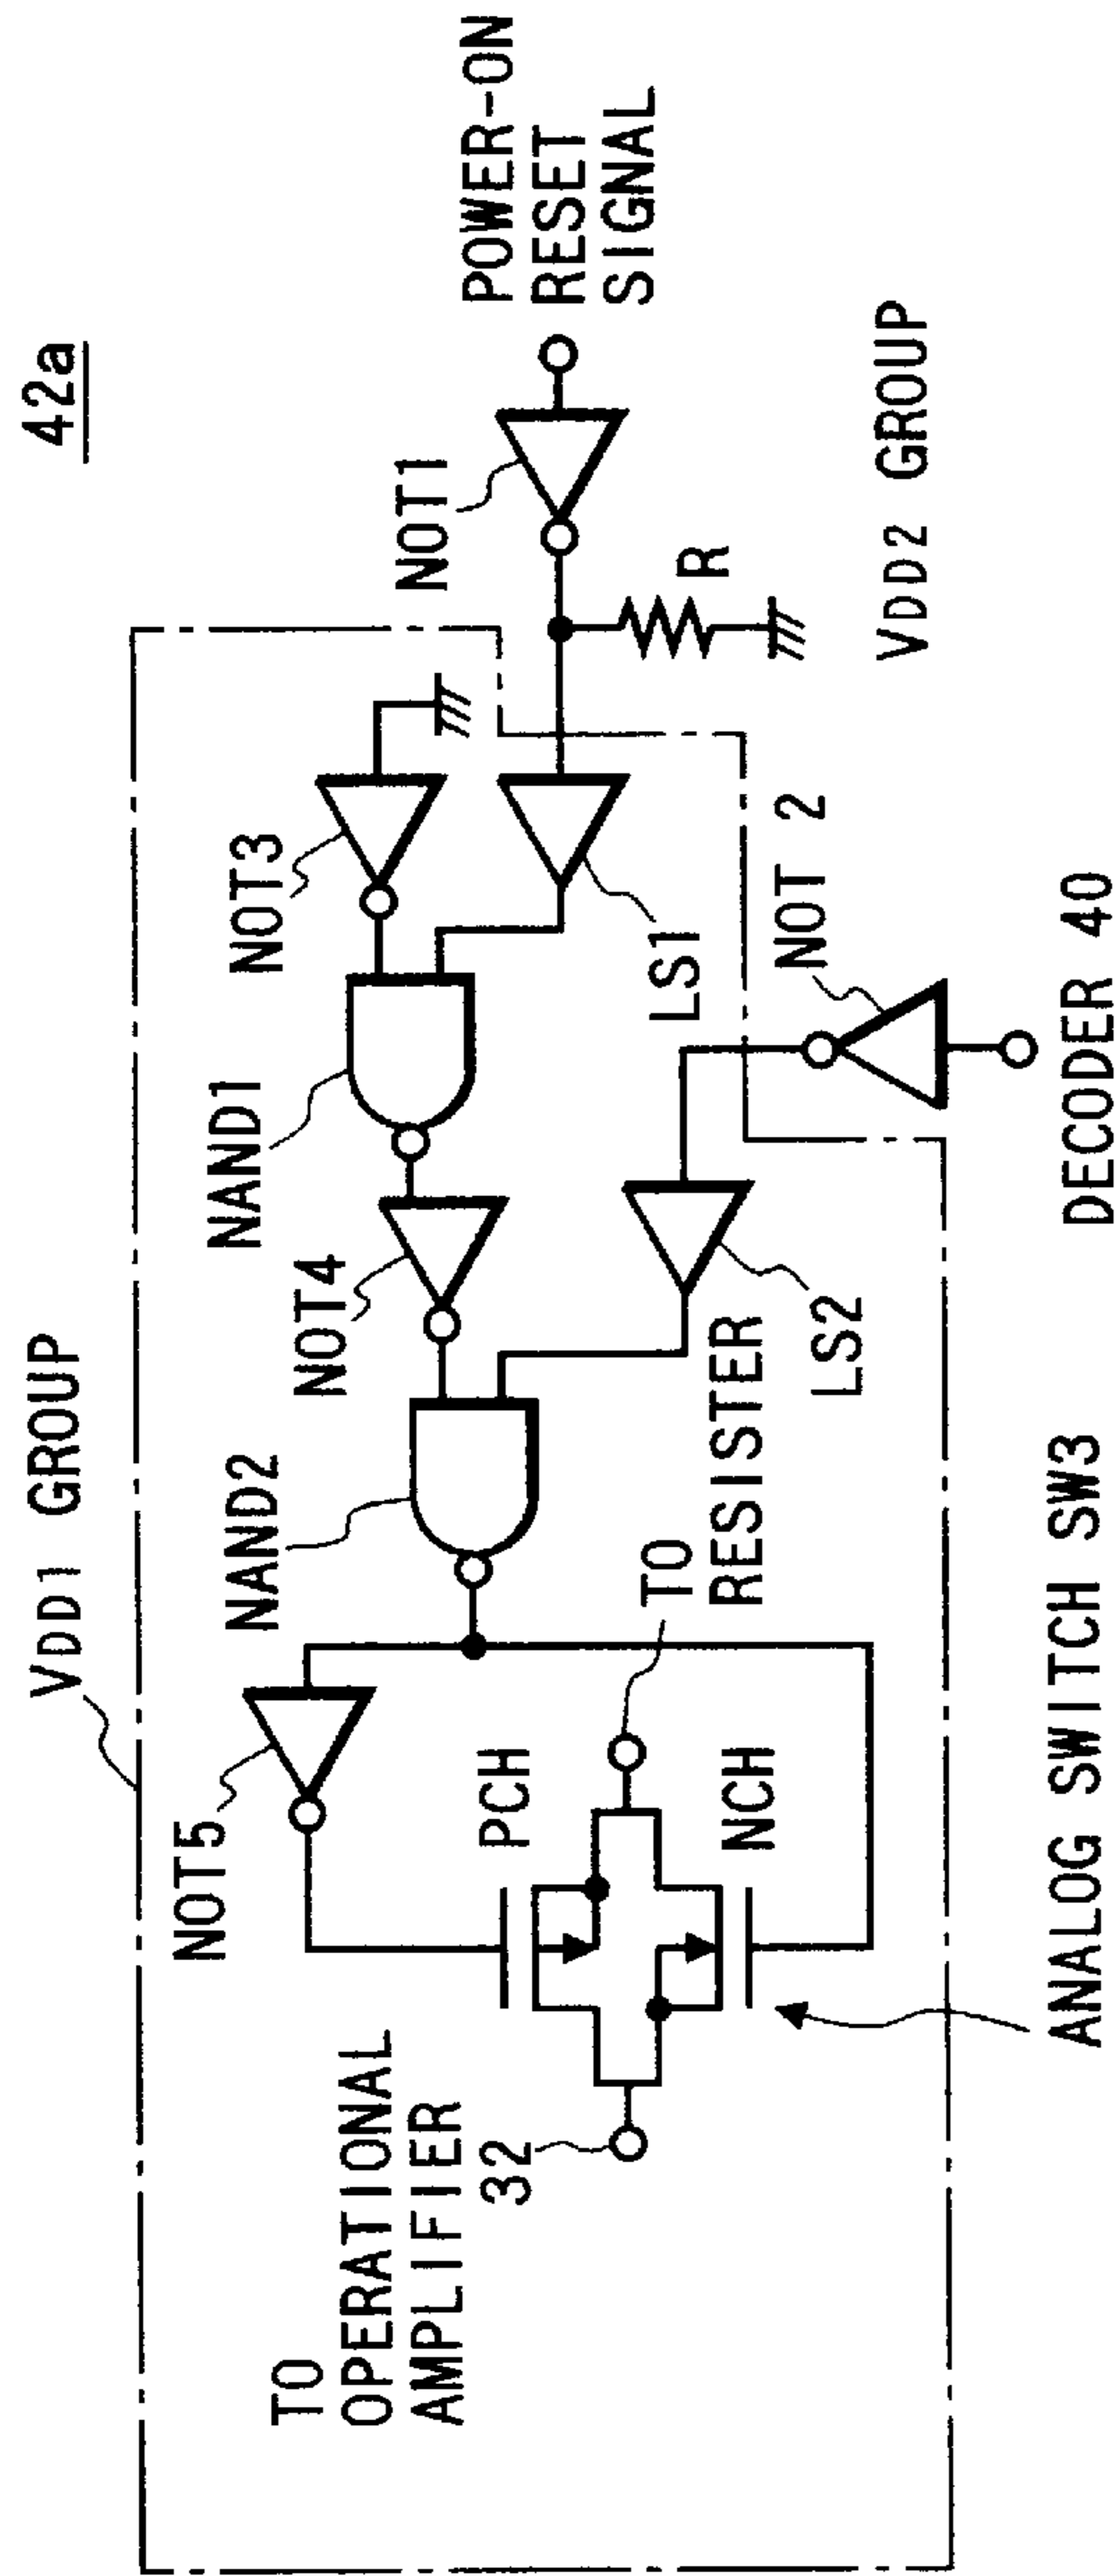 42a
VDD1 GROUP
POWER-ON
RESET
SIGNAL
NOT1
R
VDD2 GROUP
NOT3
LS1
NAND1
NOT 2
DECODER 40
NOT4
LS2
NAND2
TO
RESISTER
NOT5
PCH
NCH
ANALOG SWITCH SW3
TO
OPERATIONAL
AMPLIFIER
32